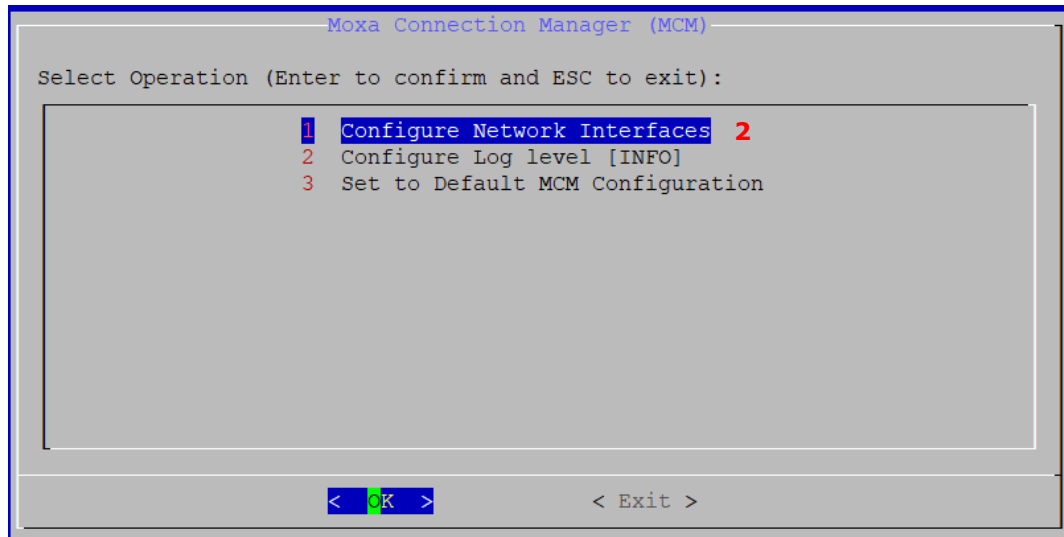 Moxa Connection Manager (MCM)
Select Operation (Enter to confirm and ESC to exit):
1 Configure Network Interfaces 2
2 Configure Log level [INFO]
3 Set to Default MCM Configuration
< OK > < Exit >